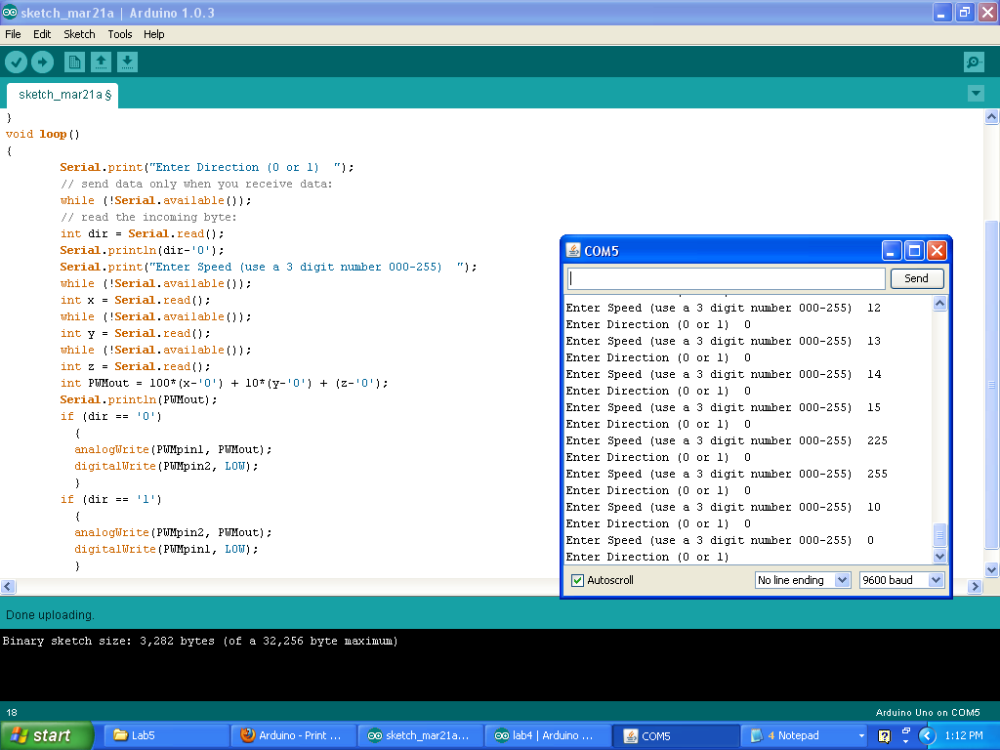 sketch_mar21a | Arduino 1.0.3
File Edit Sketch Tools Help
sketch_mar21a §
}
void loop()
{
Serial.print("Enter Direction (0 or 1)  ");
// send data only when you receive data:
while (!Serial.available());
// read the incoming byte:
int dir = Serial.read();
Serial.println(dir-'0');
Serial.print("Enter Speed (use a 3 digit number 000-255)  ");
while (!Serial.available());
int x = Serial.read();
while (!Serial.available());
int y = Serial.read();
while (!Serial.available());
int z = Serial.read();
int PWMout = 100*(x-'0') + 10*(y-'0') + (z-'0');
Serial.println(PWMout);
if (dir == '0')
{
analogWrite(PWMpin1, PWMout);
digitalWrite(PWMpin2, LOW);
}
if (dir == '1')
{
analogWrite(PWMpin2, PWMout);
digitalWrite(PWMpin1, LOW);
}
COM5
Send
Enter Speed (use a 3 digit number 000-255)  12
Enter Direction (0 or 1)  0
Enter Speed (use a 3 digit number 000-255)  13
Enter Direction (0 or 1)  0
Enter Speed (use a 3 digit number 000-255)  14
Enter Direction (0 or 1)  0
Enter Speed (use a 3 digit number 000-255)  15
Enter Direction (0 or 1)  0
Enter Speed (use a 3 digit number 000-255)  225
Enter Direction (0 or 1)  0
Enter Speed (use a 3 digit number 000-255)  255
Enter Direction (0 or 1)  0
Enter Speed (use a 3 digit number 000-255)  10
Enter Direction (0 or 1)  0
Enter Speed (use a 3 digit number 000-255)  0
Enter Direction (0 or 1)
Autoscroll No line ending 9600 baud
Done uploading.
Binary sketch size: 3,282 bytes (of a 32,256 byte maximum)
18 Arduino Uno on COM5
start Lab5 Arduino - Print ... sketch_mar21a... lab4 | Arduino ... COM5 4 Notepad 1:12 PM